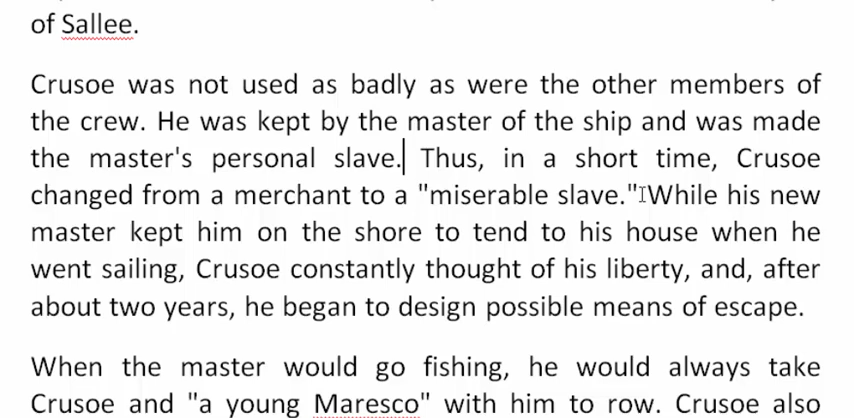 of Sallee.
Crusoe was not used as badly as were the other members of
the crew. He was kept by the master of the ship and was made
the master's personal slave. Thus, in a short time, Crusoe
changed from a merchant to a "miserable slave." While his new
master kept him on the shore to tend to his house when he
went sailing, Crusoe constantly thought of his liberty, and, after
about two years, he began to design possible means of escape.
When the master would go fishing, he would always take
Crusoe and "a young Maresco" with him to row. Crusoe also